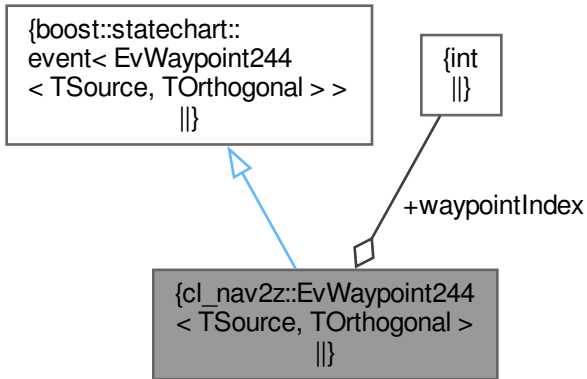 {boost::statechart::
event< EvWaypoint244
< TSource, TOrthogonal > >
||}
{int
||}
+waypointIndex
{cl_nav2z::EvWaypoint244
< TSource, TOrthogonal >
||}